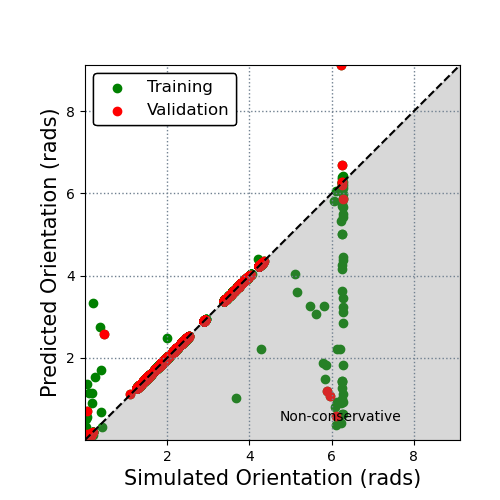 Training
Validation
Predicted Orientation (rads)
8
6
4
2
Non-conservative
2 4 6 8
Simulated Orientation (rads)